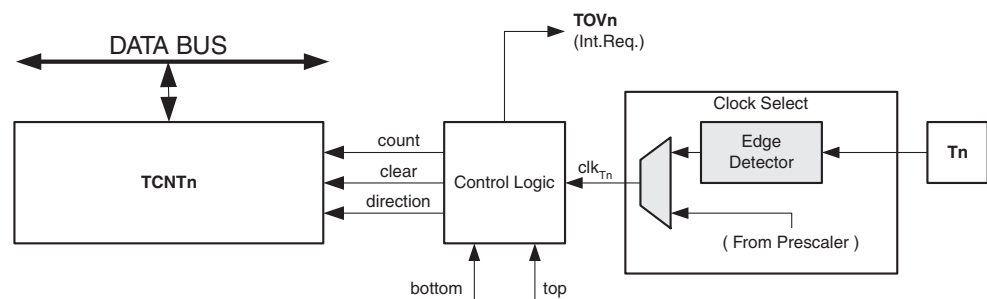 TOVn
(Int.Req.)
DATA BUS
Clock Select
count
Edge
Detector
Tn
TCNTn
clear
Control Logic
clkTn
direction
( From Prescaler )
bottom
top